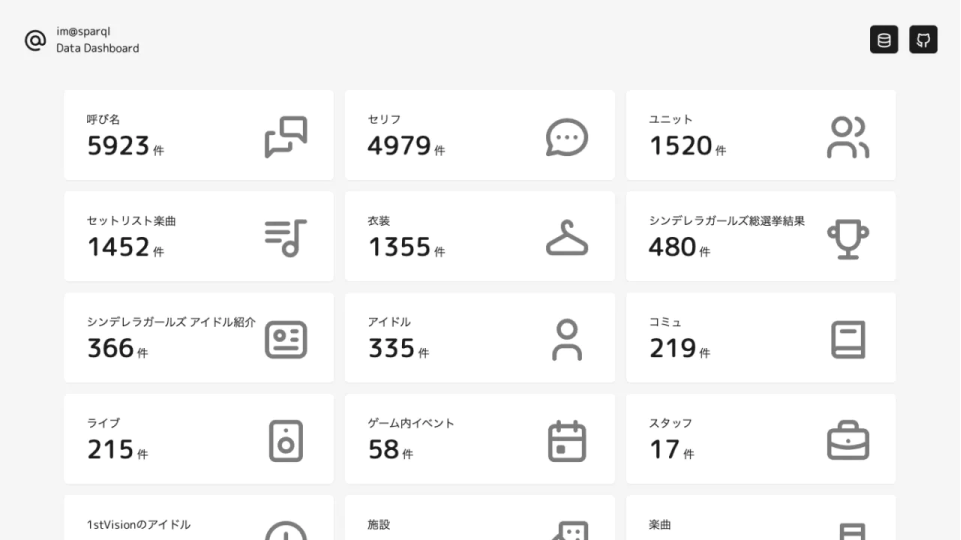 im@sparql
Data Dashboard
呼び名
5923 件
セリフ
4979 件
ユニット
1520 件
セットリスト楽曲
1452 件
衣装
1355 件
シンデレラガールズ総選挙結果
480 件
シンデレラガールズ アイドル紹介
366 件
アイドル
335 件
コミュ
219 件
ライブ
215 件
ゲーム内イベント
58 件
スタッフ
17 件
1stVisionのアイドル
施設
楽曲